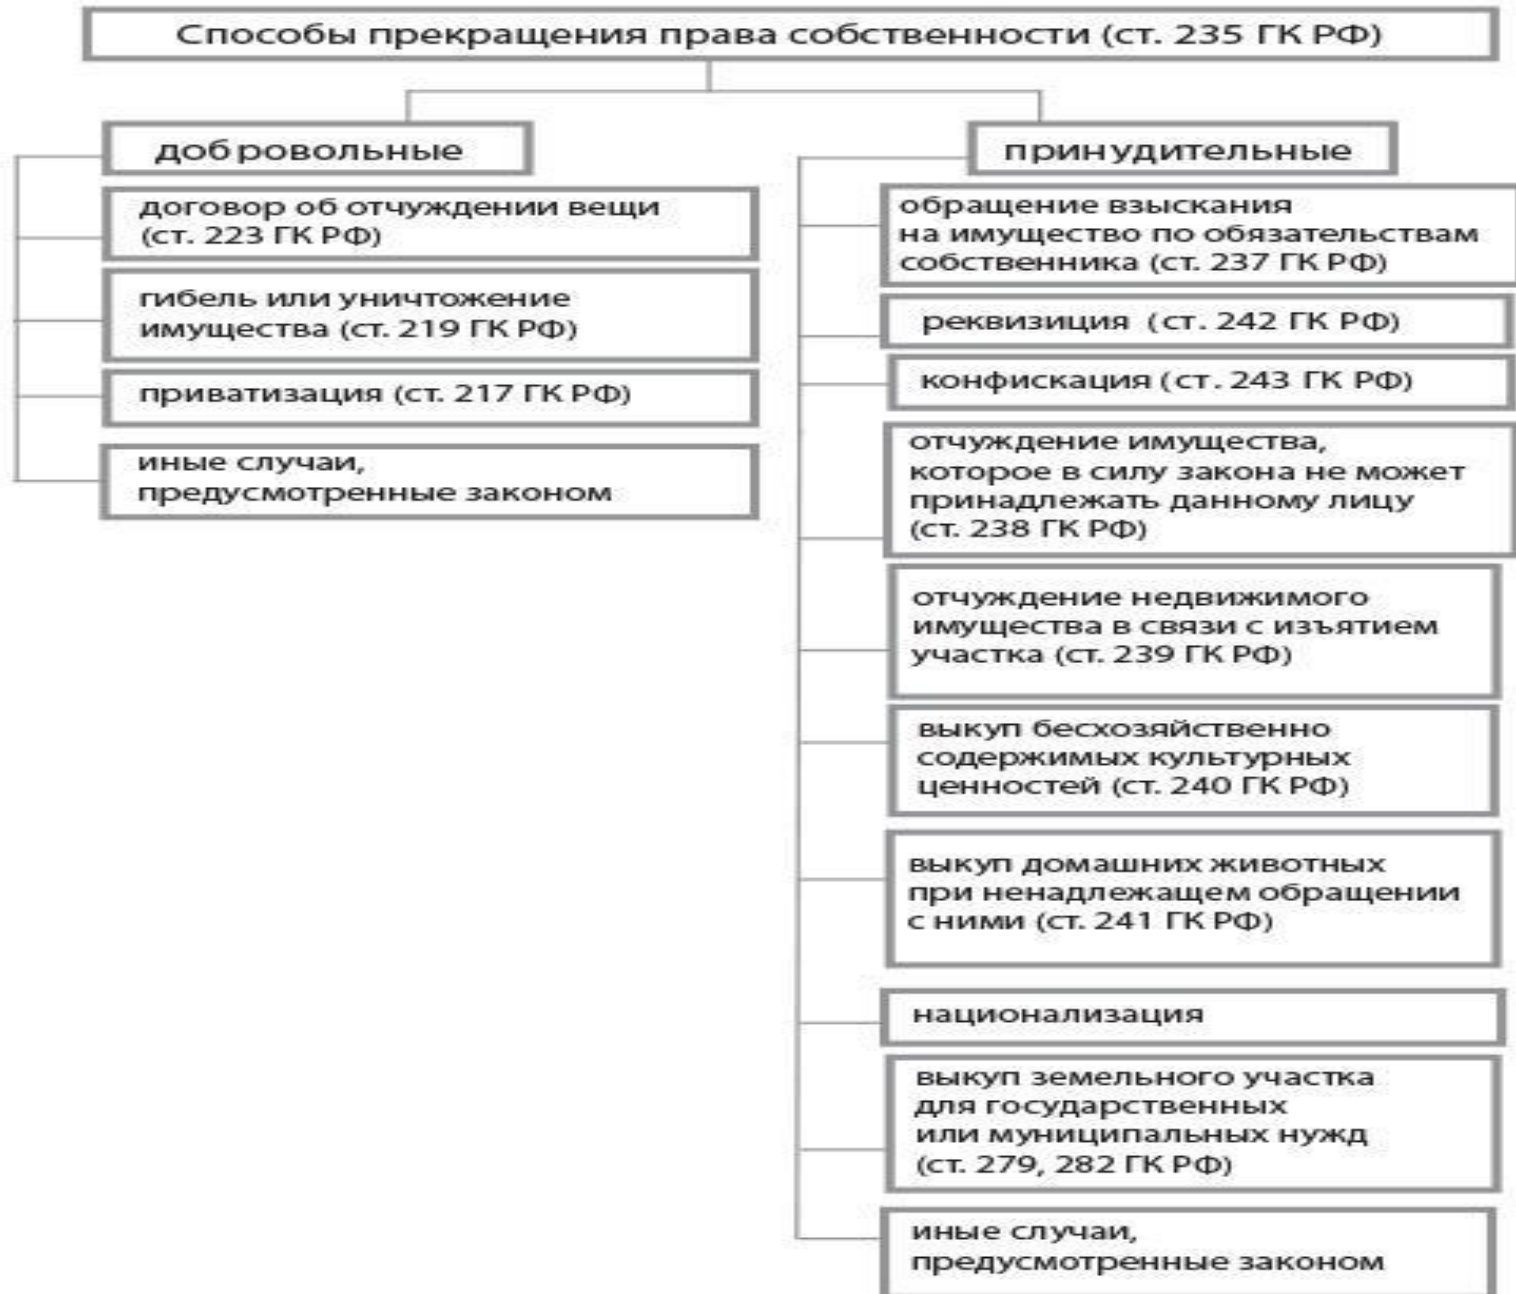 Способы прекращения права собственности (ст. 235 ГК РФ)
добровольные
договор об отчуждении вещи
(ст. 223 ГК РФ)
гибель или уничтожение
имущества (ст. 219 ГК РФ)
приватизация (ст. 217 ГК РФ)
иные случаи,
предусмотренные законом
принудительные
обращение взыскания
на имущество по обязательствам
собственника (ст. 237 ГК РФ)
реквизиция (ст. 242 ГК РФ)
конфискация (ст. 243 ГК РФ)
отчуждение имущества,
которое в силу закона не может
принадлежать данному лицу
(ст. 238 ГК РФ)
отчуждение недвижимого
имущества в связи с изъятием
участка (ст. 239 ГК РФ)
выкуп бесхозяйственно
содержимых культурных
ценностей (ст. 240 ГК РФ)
выкуп домашних животных
при ненадлежащем обращении
с ними (ст. 241 ГК РФ)
национализация
выкуп земельного участка
для государственных
или муниципальных нужд
(ст. 279, 282 ГК РФ)
иные случаи,
предусмотренные законом